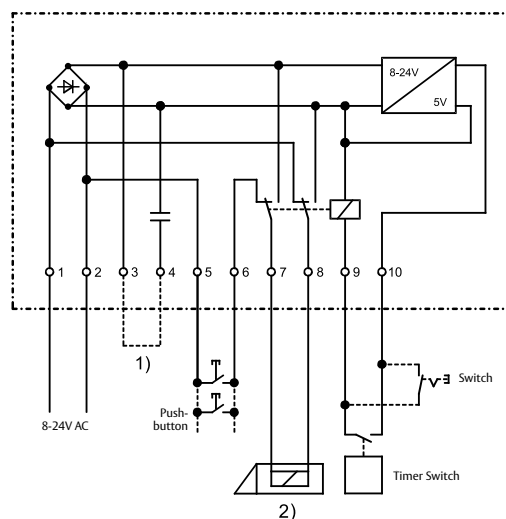 8-24V
5V
1 2 3 4 5 6 7 8 9 10
1)
Switch
Push-
button
8-24V AC
Timer Switch
2)